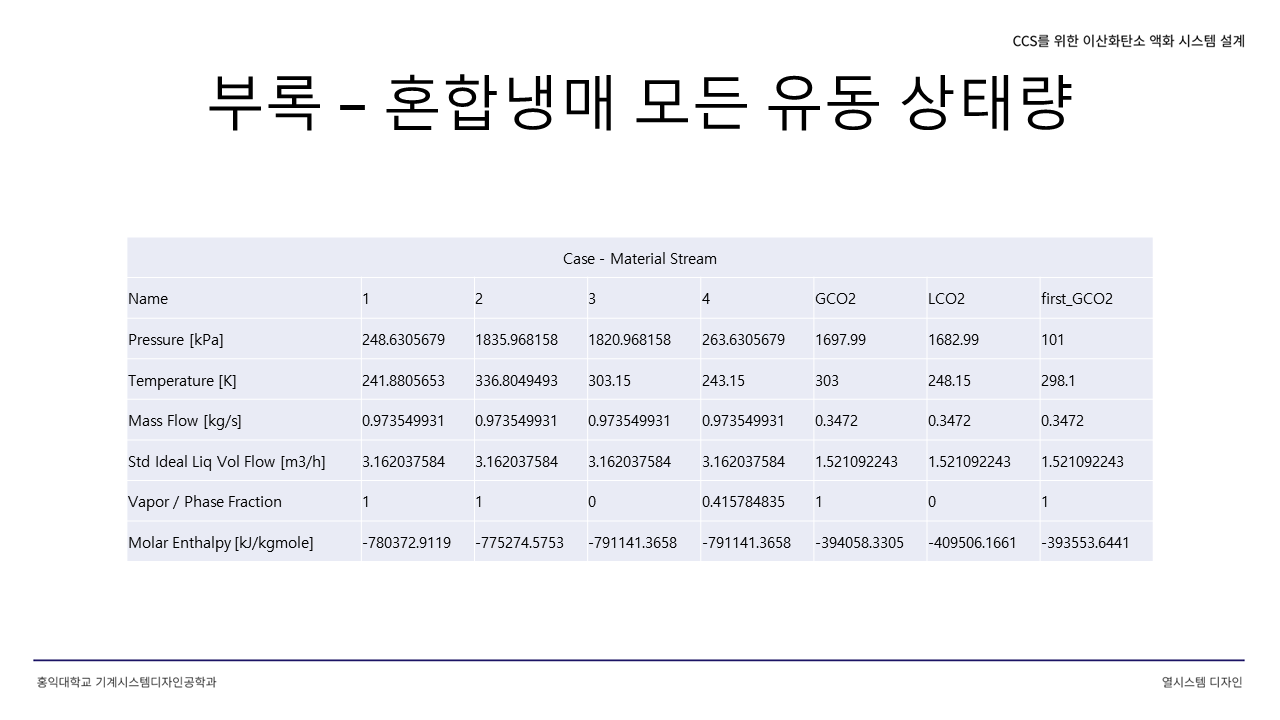 CCS를 위한 이산화탄소 액화 시스템 설계
부록 – 혼합냉매 모든 유동 상태량
Case - Material Stream
Name 1 2 3 4 GCO2 LCO2 first_GCO2
Pressure [kPa] 248.6305679 1835.968158 1820.968158 263.6305679 1697.99 1682.99 101
Temperature [K] 241.8805653 336.8049493 303.15 243.15 303 248.15 298.1
Mass Flow [kg/s] 0.973549931 0.973549931 0.973549931 0.973549931 0.3472 0.3472 0.3472
Std Ideal Liq Vol Flow [m3/h] 3.162037584 3.162037584 3.162037584 3.162037584 1.521092243 1.521092243 1.521092243
Vapor / Phase Fraction 1 1 0 0.415784835 1 0 1
Molar Enthalpy [kJ/kgmole] -780372.9119 -775274.5753 -791141.3658 -791141.3658 -394058.3305 -409506.1661 -393553.6441
홍익대학교 기계시스템디자인공학과
열시스템 디자인